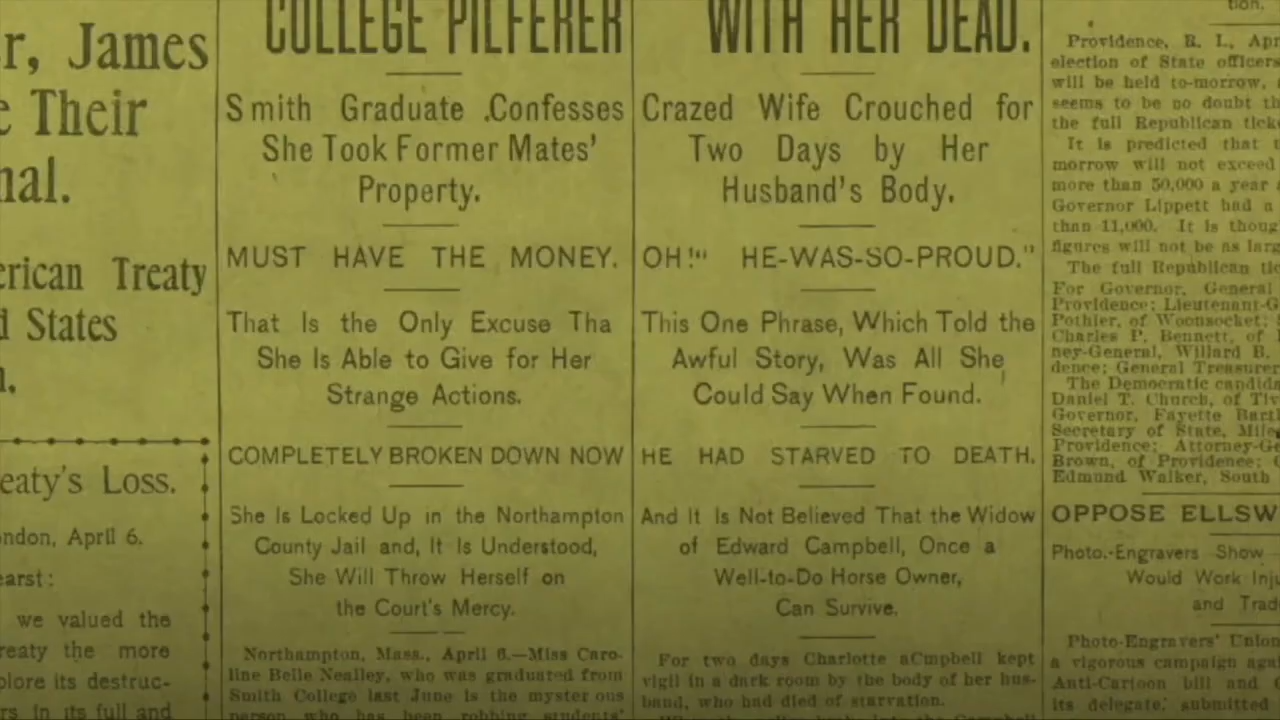 r, James
e Their
nal.
erican Treaty
d States
n.
eaty's Loss.
ondon, April 6.
earst:
we valued the
reaty the more
plore its destruc-
rs in its full and
COLLEGE PILFERER
Smith Graduate Confesses
She Took Former Mates'
Property.
MUST HAVE THE MONEY.
That Is the Only Excuse Tha
She Is Able to Give for Her
Strange Actions.
COMPLETELY BROKEN DOWN NOW
She Is Locked Up in the Northampton
County Jail and, It Is Understood,
She Will Throw Herself on
the Court's Mercy.
Northampton, Mass., April 6.—Miss Caro-
line Belle Nealley, who was graduated from
Smith College last June is the myster ous
person who has been robbing students'
WITH HER DEAD.
Crazed Wife Crouched for
Two Days by Her
Husband's Body.
OH!" HE-WAS-SO-PROUD."
This One Phrase, Which Told the
Awful Story, Was All She
Could Say When Found.
HE HAD STARVED TO DEATH.
And It Is Not Believed That the Widow
of Edward Campbell, Once a
Well-to-Do Horse Owner,
Can Survive.
For two days Charlotte aCmpbell kept
vigil in a dark room by the body of her hus-
band, who had died of starvation.
tion.
Providence, R. I., Apr
election of State officers
will be held to-morrow,
seems to be no doubt th
the full Republican ticke
It is predicted that t
morrow will not exceed
more than 50,000 a year
Governor Lippett had a
than 11,000. It is thoug
figures will not be as larg
The full Republican tic
For Governor, General
Providence; Lieutenant-G
Pothier, of Woonsocket;
Charles P. Bennett, of
ney-General, Willard B.
dence; General Treasurer
The Democratic candida
Daniel T. Church, of Tiv
Governor, Fayette Bart
Secretary of State, Mile
Providence; Attorney-Ge
Brown, of Providence;
Edmund Walker, South
OPPOSE ELLSW
Photo.-Engravers Show
Would Work Inju
and Trad
Photo-Engravers' Union
a vigorous campaign aga
Anti-Cartoon bill and
its delegate, submitted